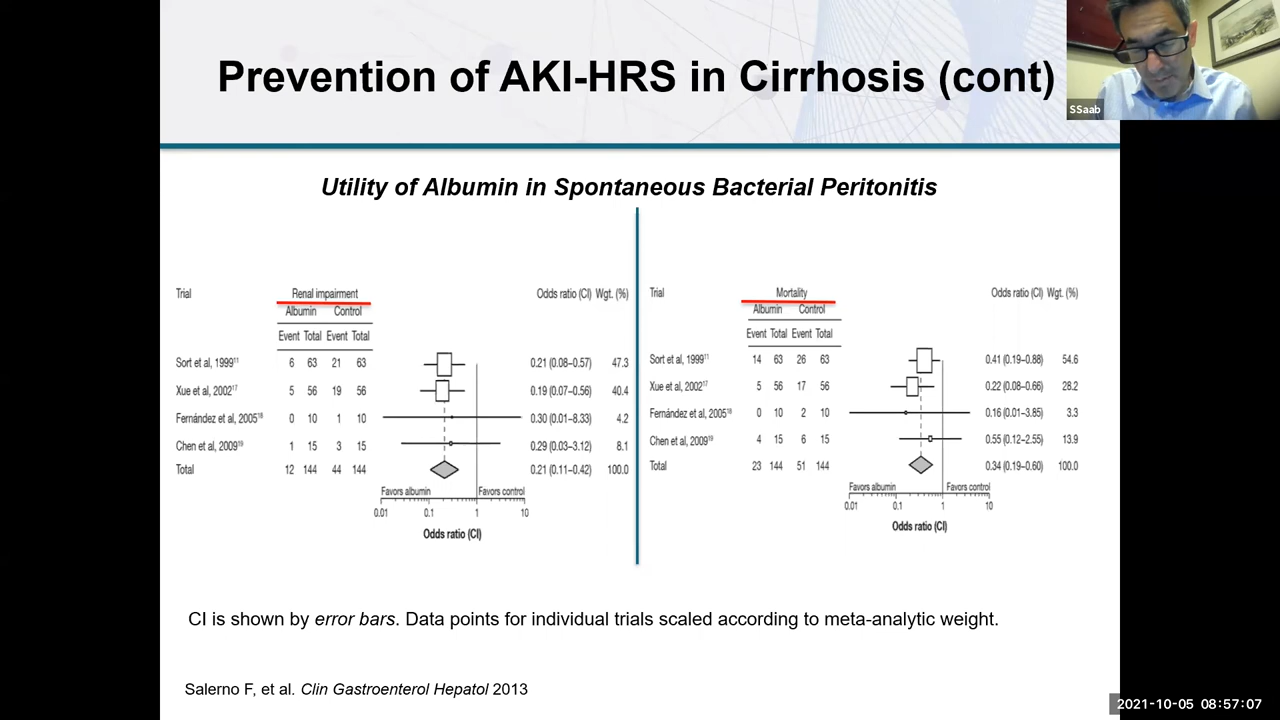 Prevention of AKI-HRS in Cirrhosis (cont)
SSaab
Utility of Albumin in Spontaneous Bacterial Peritonitis
Trial Renal impairment Odds ratio (CI) Wgt. (%)
Albumin Control
Event Total Event Total
Sort et al, 1999¹¹ 6 63 21 63 0.21 (0.08–0.57) 47.3
Xue et al, 2002¹⁷ 5 56 19 56 0.19 (0.07–0.56) 40.4
Fernández et al, 2005¹⁸ 0 10 1 10 0.30 (0.01–8.33) 4.2
Chen et al, 2009¹⁹ 1 15 3 15 0.29 (0.03–3.12) 8.1
Total 12 144 44 144 0.21 (0.11–0.42) 100.0
Favors albumin Favors control
0.01 0.1 1 10
Odds ratio (CI)
Trial Mortality Odds ratio (CI) Wgt. (%)
Albumin Control
Event Total Event Total
Sort et al, 1999¹¹ 14 63 26 63 0.41 (0.19–0.88) 54.6
Xue et al, 2002¹⁷ 5 56 17 56 0.22 (0.08–0.66) 28.2
Fernández et al, 2005¹⁸ 0 10 2 10 0.16 (0.01–3.85) 3.3
Chen et al, 2009¹⁹ 4 15 6 15 0.55 (0.12–2.55) 13.9
Total 23 144 51 144 0.34 (0.19–0.60) 100.0
Favors albumin Favors control
0.01 0.1 1 10
Odds ratio (CI)
CI is shown by error bars. Data points for individual trials scaled according to meta-analytic weight.
Salerno F, et al. Clin Gastroenterol Hepatol 2013
2021-10-05 08:57:07